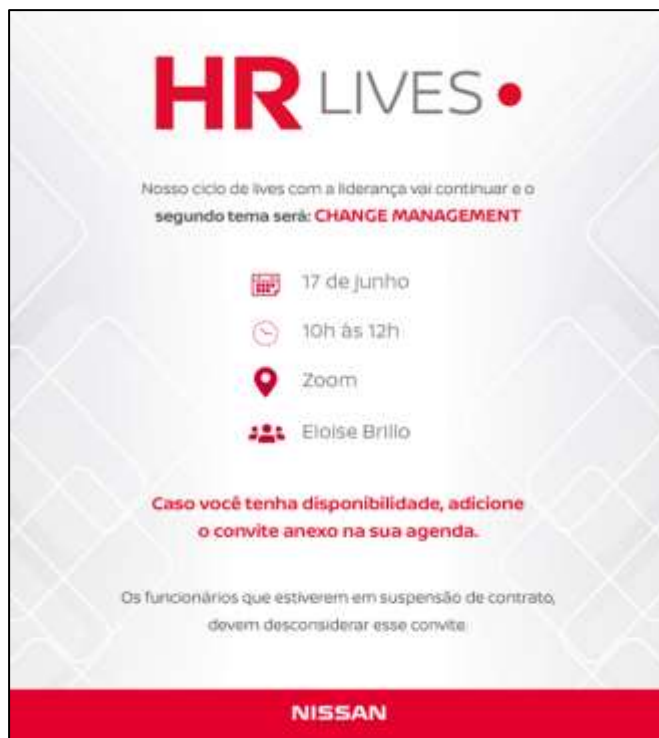 HR LIVES
Nosso ciclo de lives com a liderança vai continuar e o
segundo tema será: CHANGE MANAGEMENT
17 de junho
10h às 12h
Zoom
Eloise Brillo
Caso você tenha disponibilidade, adicione
o convite anexo na sua agenda.
Os funcionários que estiverem em suspensão de contrato,
devem desconsiderar esse convite
NISSAN